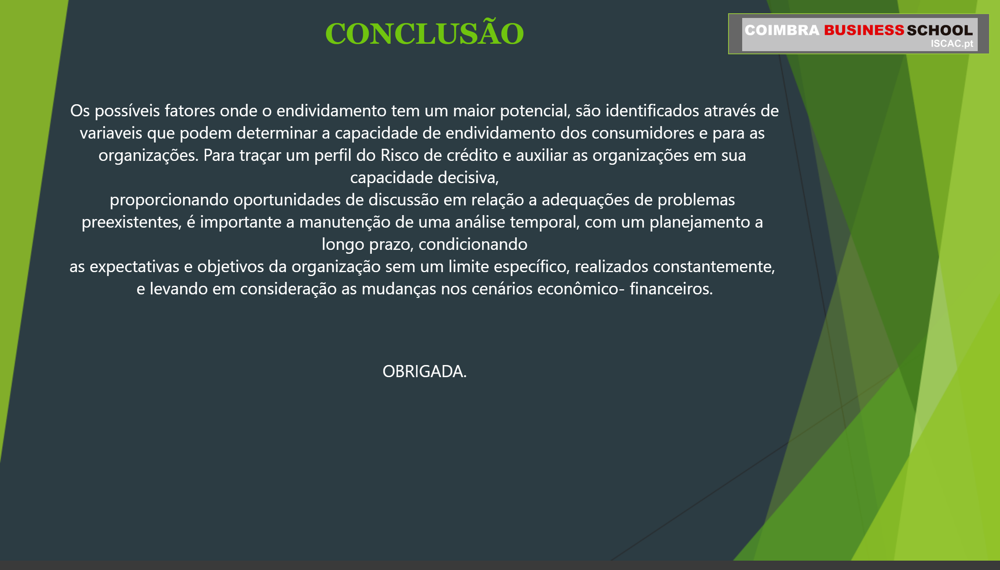 CONCLUSÃO
COIMBRA BUSINESS SCHOOL
ISCAC.pt
Os possíveis fatores onde o endividamento tem um maior potencial, são identificados através de
variaveis que podem determinar a capacidade de endividamento dos consumidores e para as
organizações. Para traçar um perfil do Risco de crédito e auxiliar as organizações em sua
capacidade decisiva,
proporcionando oportunidades de discussão em relação a adequações de problemas
preexistentes, é importante a manutenção de uma análise temporal, com um planejamento a
longo prazo, condicionando
as expectativas e objetivos da organização sem um limite específico, realizados constantemente,
e levando em consideração as mudanças nos cenários econômico- financeiros.
OBRIGADA.